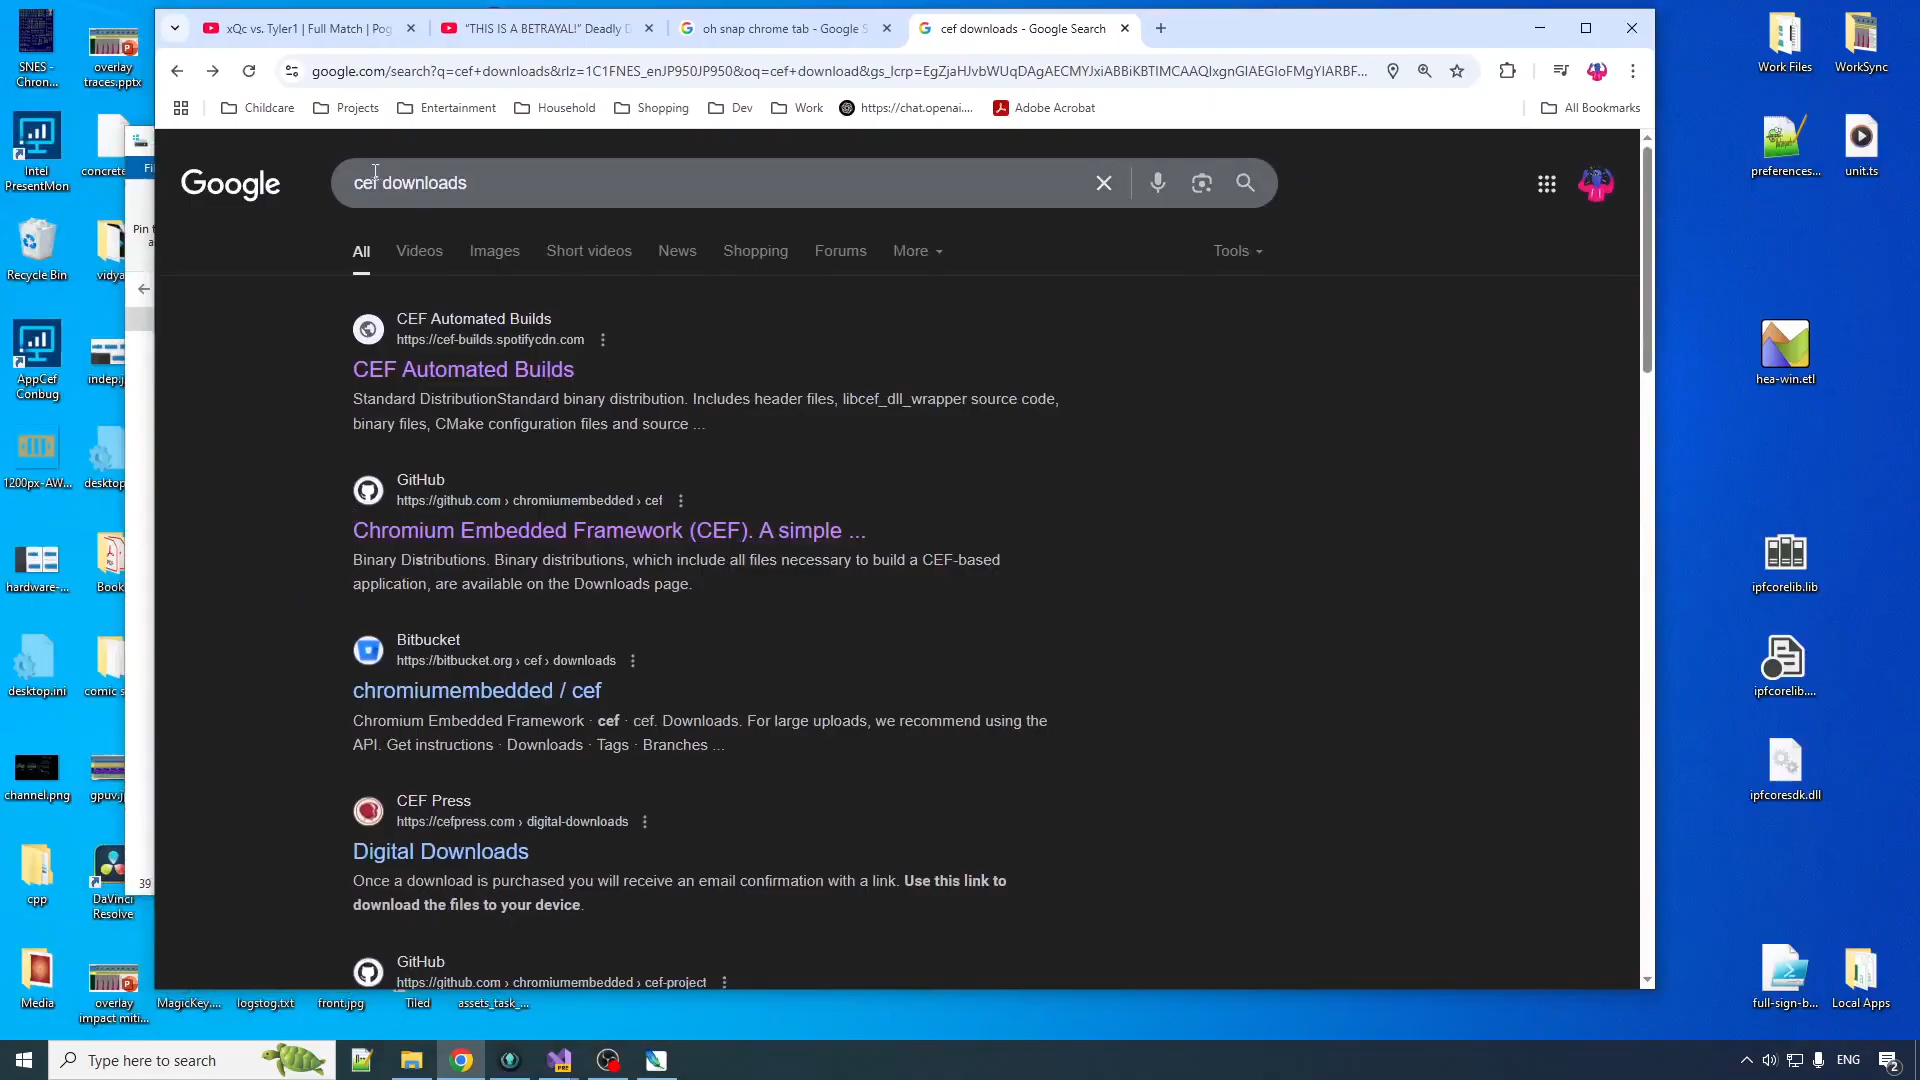 xQc vs. Tyler1 | Full Match | Pog
"THIS IS A BETRAYAL!" Deadly D
oh snap chrome tab - Google S
cef downloads - Google Search
google.com/search?q=cef+downloads&rlz=1C1FNES_enJP950JP950&oq=cef+download&gs_lcrp=EgZjaHJvbWUqDAgAECMYJxiABBiKBTIMCAAQIxgnGIAEGIoFMgYIARBF...
Childcare
Projects
Entertainment
Household
Shopping
Dev
Work
https://chat.openai....
Adobe Acrobat
All Bookmarks
Google
cef downloads
All
Videos
Images
Short videos
News
Shopping
Forums
More
Tools
CEF Automated Builds
https://cef-builds.spotifycdn.com
CEF Automated Builds
Standard DistributionStandard binary distribution. Includes header files, libcef_dll_wrapper source code,
binary files, CMake configuration files and source ...
GitHub
https://github.com › chromiumembedded › cef
Chromium Embedded Framework (CEF). A simple ...
Binary Distributions. Binary distributions, which include all files necessary to build a CEF-based
application, are available on the Downloads page.
Bitbucket
https://bitbucket.org › cef › downloads
chromiumembedded / cef
Chromium Embedded Framework · cef · cef. Downloads. For large uploads, we recommend using the
API. Get instructions · Downloads · Tags · Branches ...
CEF Press
https://cefpress.com › digital-downloads
Digital Downloads
Once a download is purchased you will receive an email confirmation with a link. Use this link to
download the files to your device.
GitHub
https://github.com › chromiumembedded › cef-project
SNES -
Chron...
overlay
traces.pptx
Intel
PresentMon
concrete
Fi
Recycle Bin
vidya
Pin t
a
AppCef
Conbug
indep.j
1200px-AW...
desktop
hardware-...
Book
desktop.ini
comic s
channel.png
gpuv.j
cpp
DaVinci
Resolve
39
Media
overlay
impact miti...
MagicKey....
logstog.txt
front.jpg
Tiled
assets_task_...
Work Files
WorkSync
preferences...
unit.ts
hea-win.etl
ipfcorelib.lib
ipfcorelib....
ipfcoresdk.dll
full-sign-b...
Local Apps
Type here to search
PRE
ENG
2